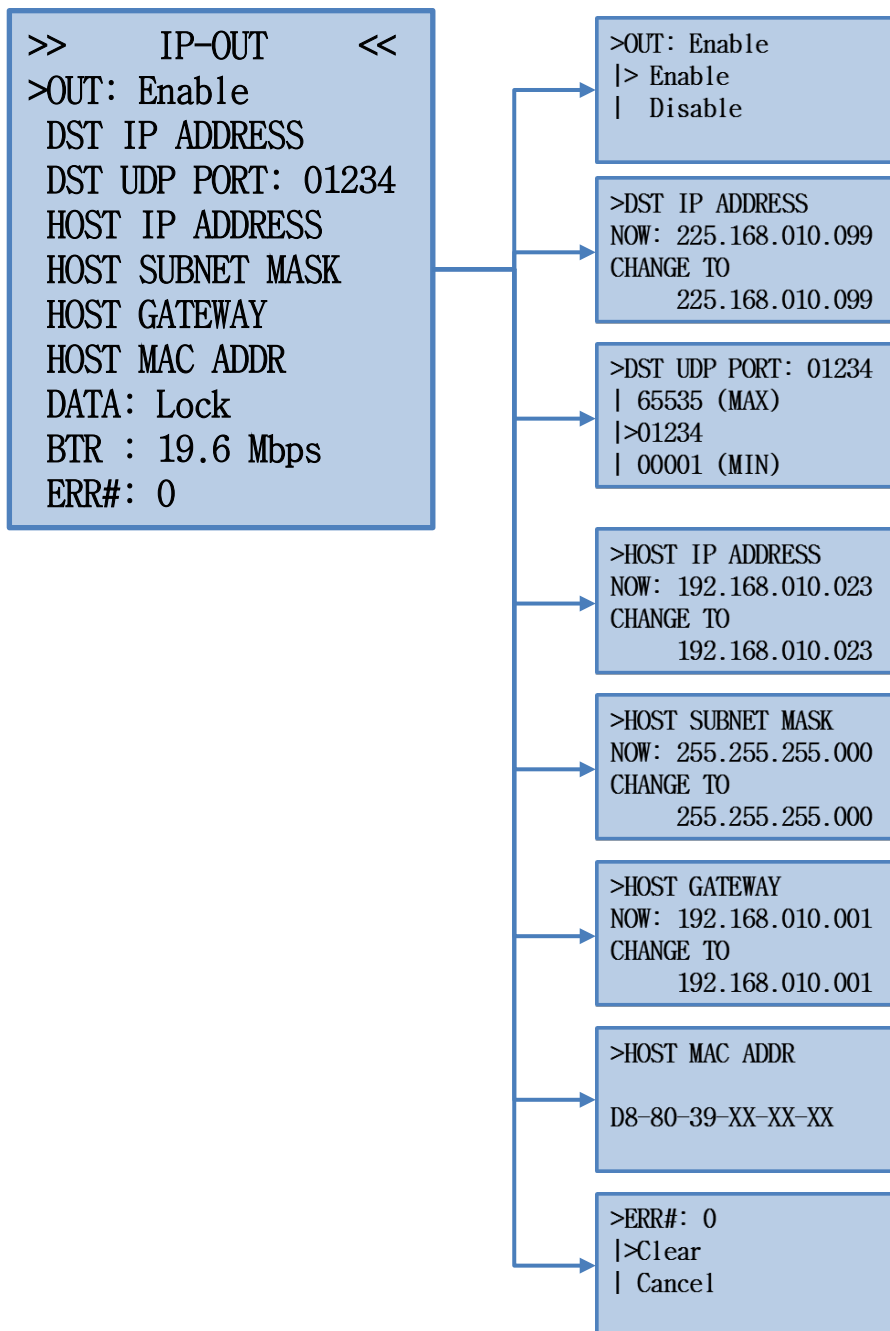 >> IP-OUT <<
>OUT: Enable
DST IP ADDRESS
DST UDP PORT: 01234
HOST IP ADDRESS
HOST SUBNET MASK
HOST GATEWAY
HOST MAC ADDR
DATA: Lock
BTR : 19.6 Mbps
ERR#: 0
>OUT: Enable
|> Enable
| Disable
>DST IP ADDRESS
NOW: 225.168.010.099
CHANGE TO
225.168.010.099
>DST UDP PORT: 01234
| 65535 (MAX)
|>01234
| 00001 (MIN)
>HOST IP ADDRESS
NOW: 192.168.010.023
CHANGE TO
192.168.010.023
>HOST SUBNET MASK
NOW: 255.255.255.000
CHANGE TO
255.255.255.000
>HOST GATEWAY
NOW: 192.168.010.001
CHANGE TO
192.168.010.001
>HOST MAC ADDR
D8-80-39-XX-XX-XX
>ERR#: 0
|>Clear
| Cancel